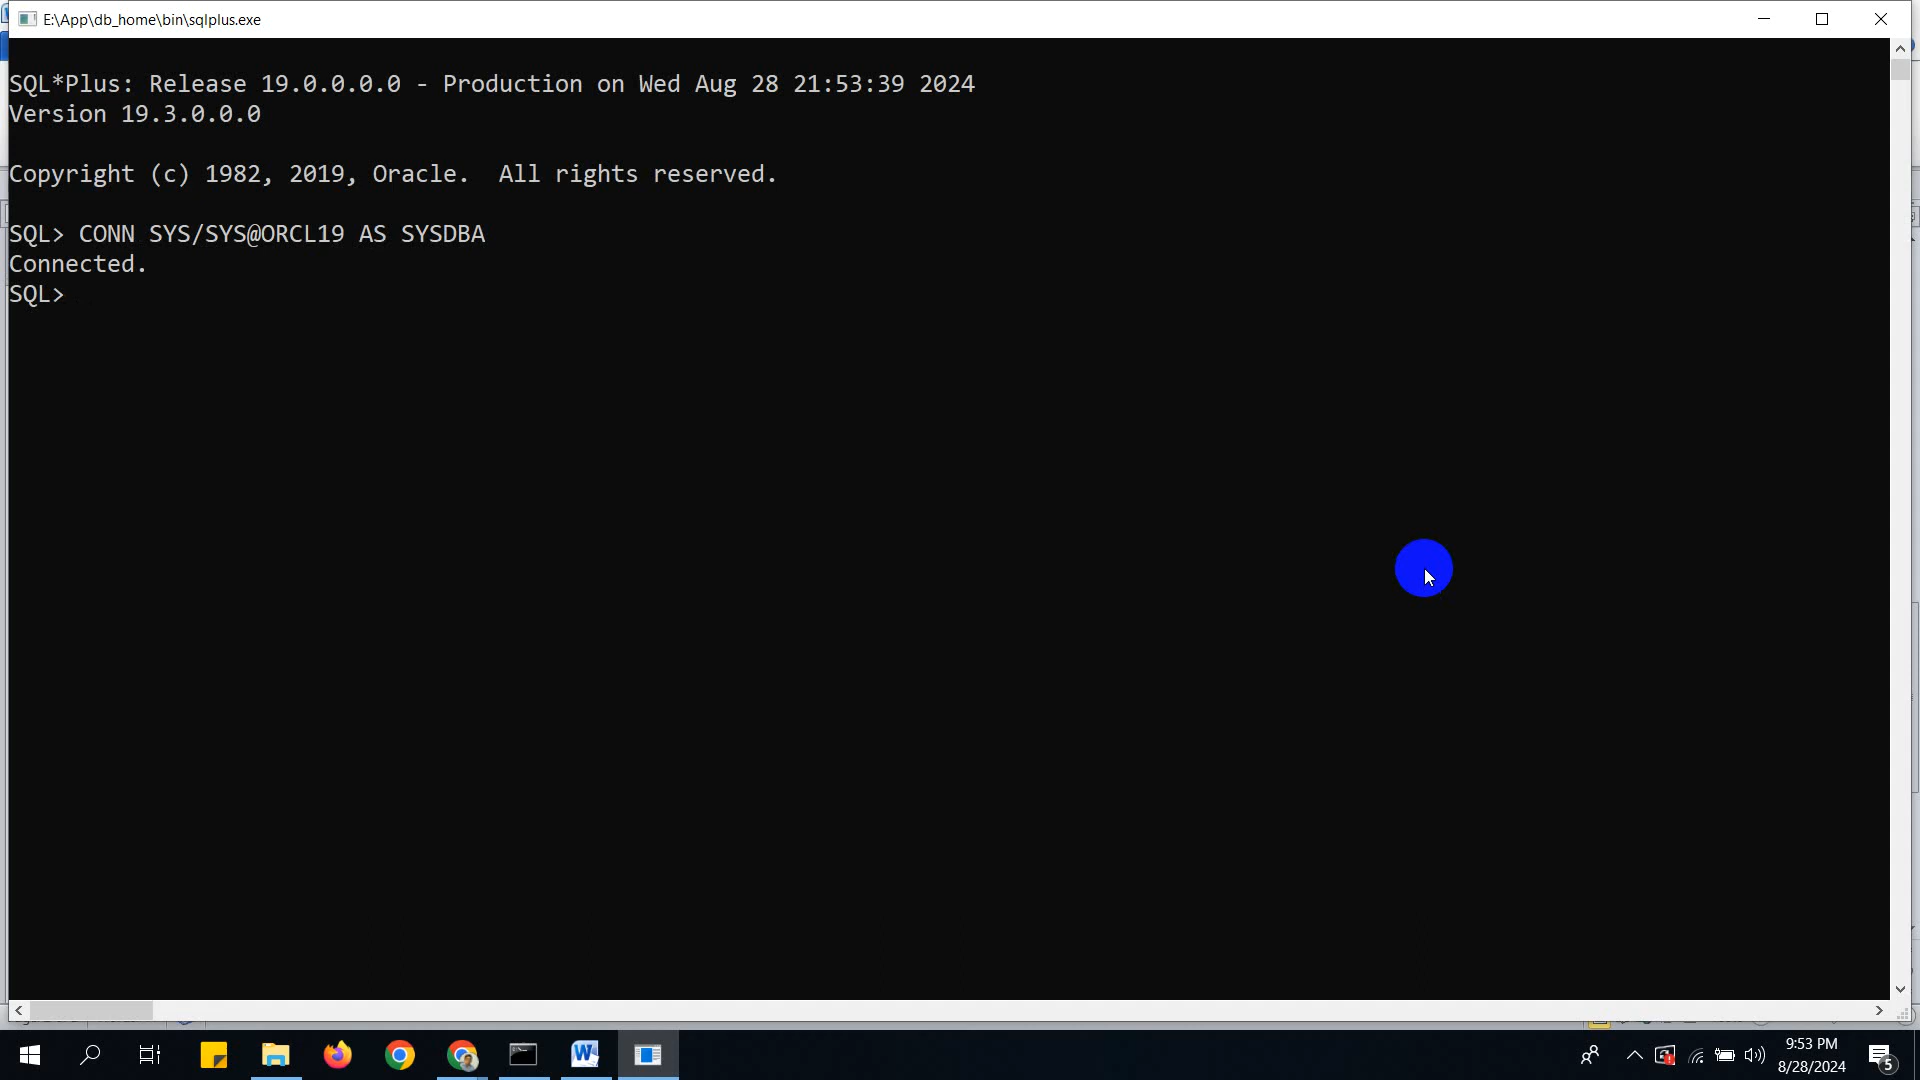 E:\App\db_home\bin\sqlplus.exe
SQL*Plus: Release 19.0.0.0.0 - Production on Wed Aug 28 21:53:39 2024
Version 19.3.0.0.0
Copyright (c) 1982, 2019, Oracle.  All rights reserved.
SQL> CONN SYS/SYS@ORCL19 AS SYSDBA
Connected.
SQL>
9:53 PM
8/28/2024
5